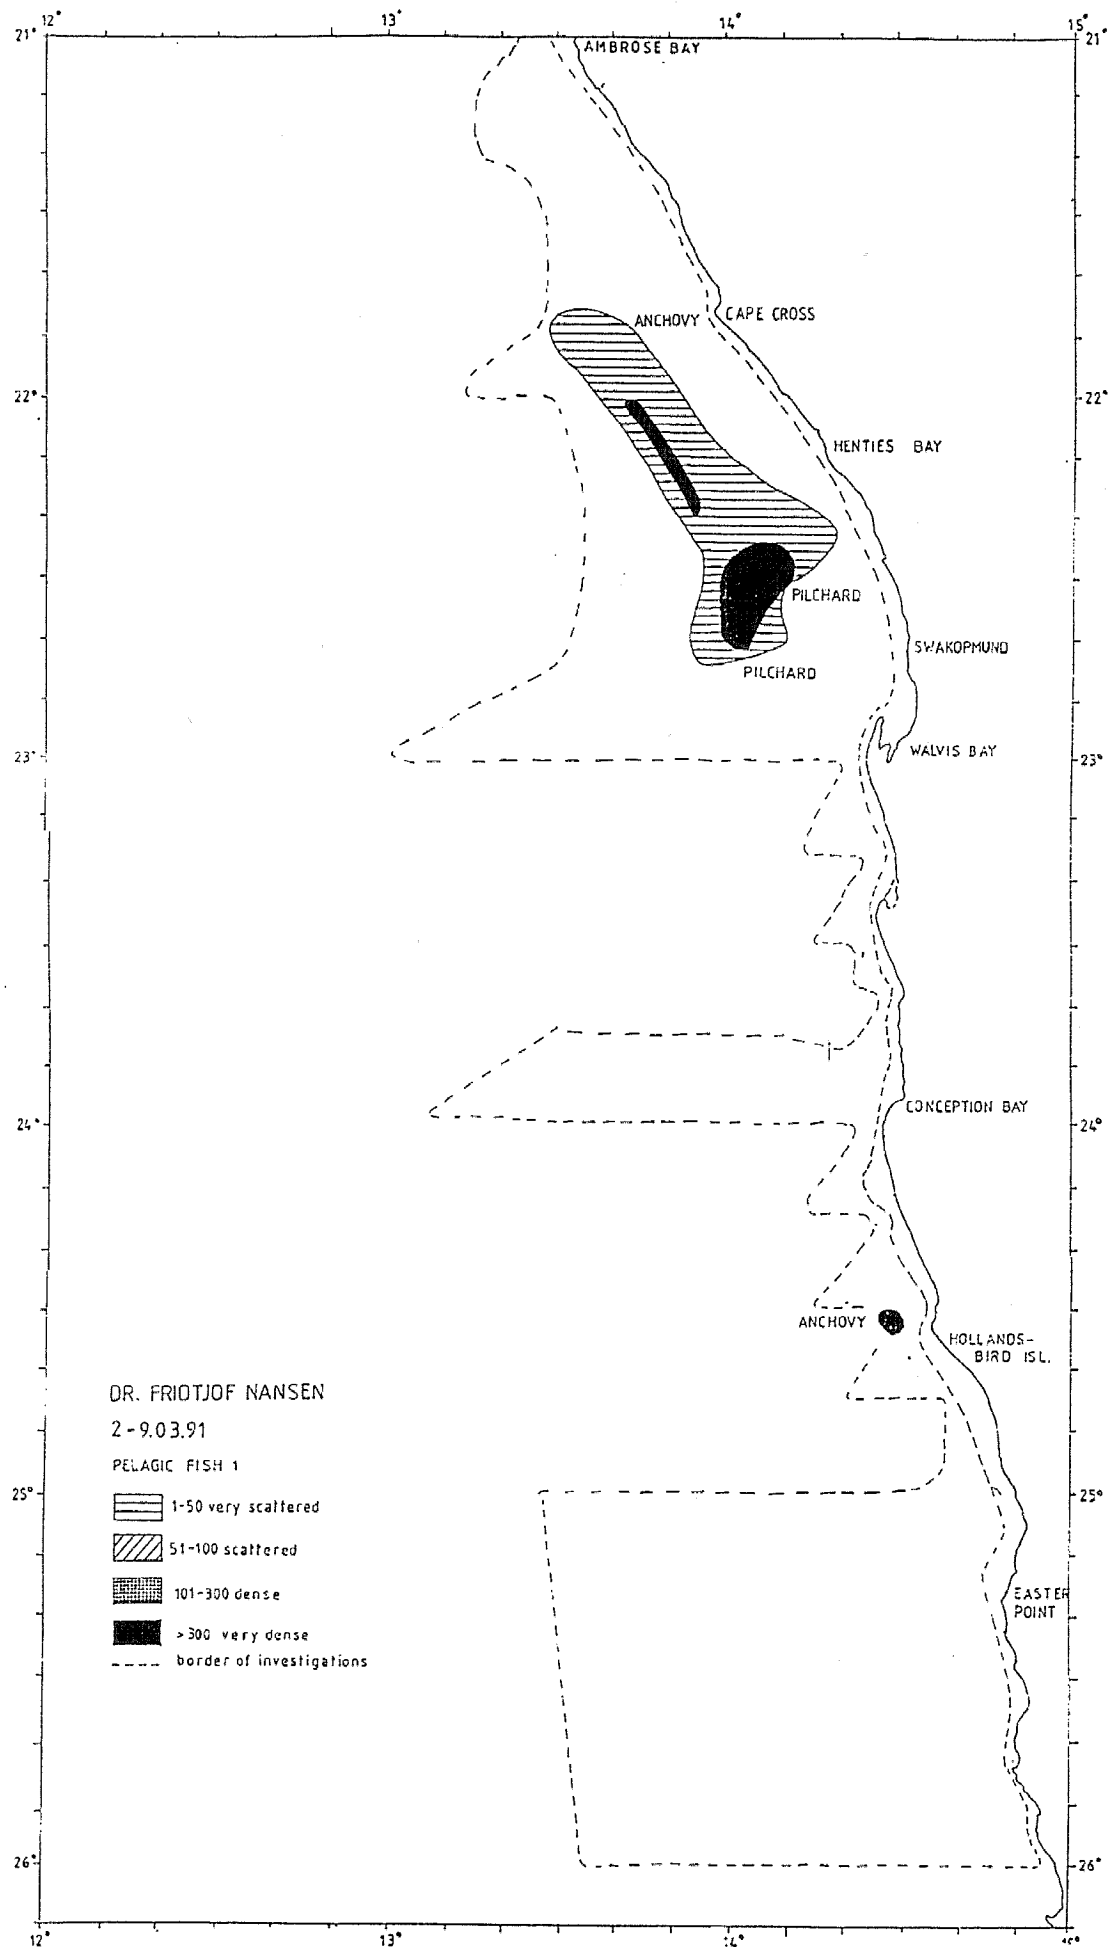 12°
13°
14°
15°
21°
21°
AMBROSE BAY
ANCHOVY
CAPE CROSS
22°
22°
HENTIES BAY
PILCHARD
SWAKOPMUND
PILCHARD
23°
WALVIS BAY
23°
24°
CONCEPTION BAY
24°
ANCHOVY
HOLLANDS-
BIRD ISL.
DR. FRIOTJOF NANSEN
2-9.03.91
PELAGIC FISH 1
25°
1-50 very scattered
25°
51-100 scattered
101-300 dense
EASTER
POINT
>300 very dense
border of investigations
26°
26°
12°
13°
14°